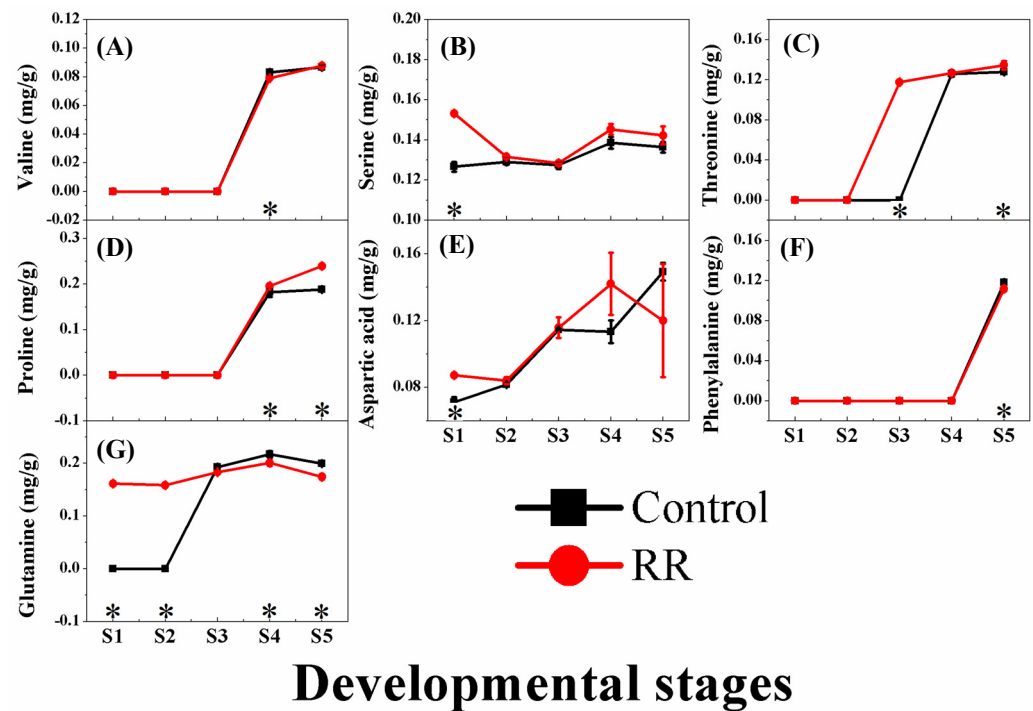 (A)
Valine (mg/g)
0.12
0.10
0.08
0.06
0.04
0.02
0.00
-0.02
*
(B)
Serine (mg/g)
0.20
0.18
0.16
0.14
0.12
0.10
*
(C)
Threonine (mg/g)
0.16
0.12
0.08
0.04
0.00
* *
(D)
Proline (mg/g)
0.3
0.2
0.1
0.0
-0.1
* *
(E)
Aspartic acid (mg/g)
0.16
0.12
0.08
*
S1 S2 S3 S4 S5
(F)
Phenylalanine (mg/g)
0.16
0.12
0.08
0.04
0.00
*
S1 S2 S3 S4 S5
(G)
Glutamine (mg/g)
0.2
0.1
0.0
-0.1
* * * *
S1 S2 S3 S4 S5
Control
RR
Developmental stages